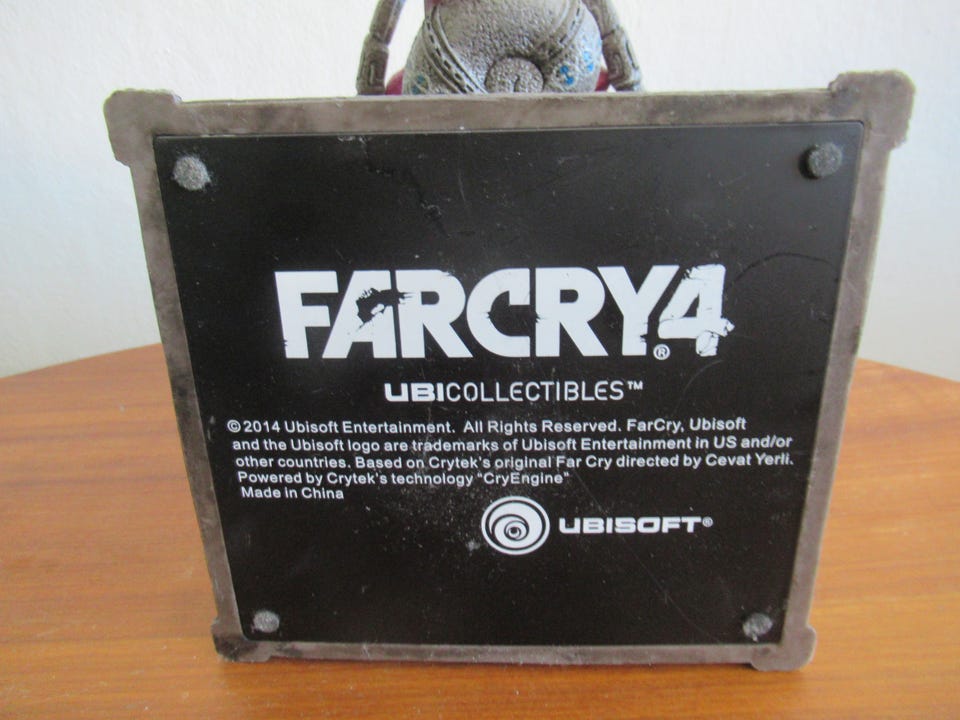 FARCRY4®
UBICOLLECTIBLES™
©2014 Ubisoft Entertainment. All Rights Reserved. FarCry, Ubisoft
and the Ubisoft logo are trademarks of Ubisoft Entertainment in US and/or
other countries. Based on Crytek's original Far Cry directed by Cevat Yerli.
Powered by Crytek's technology "CryEngine"
Made in China
UBISOFT®